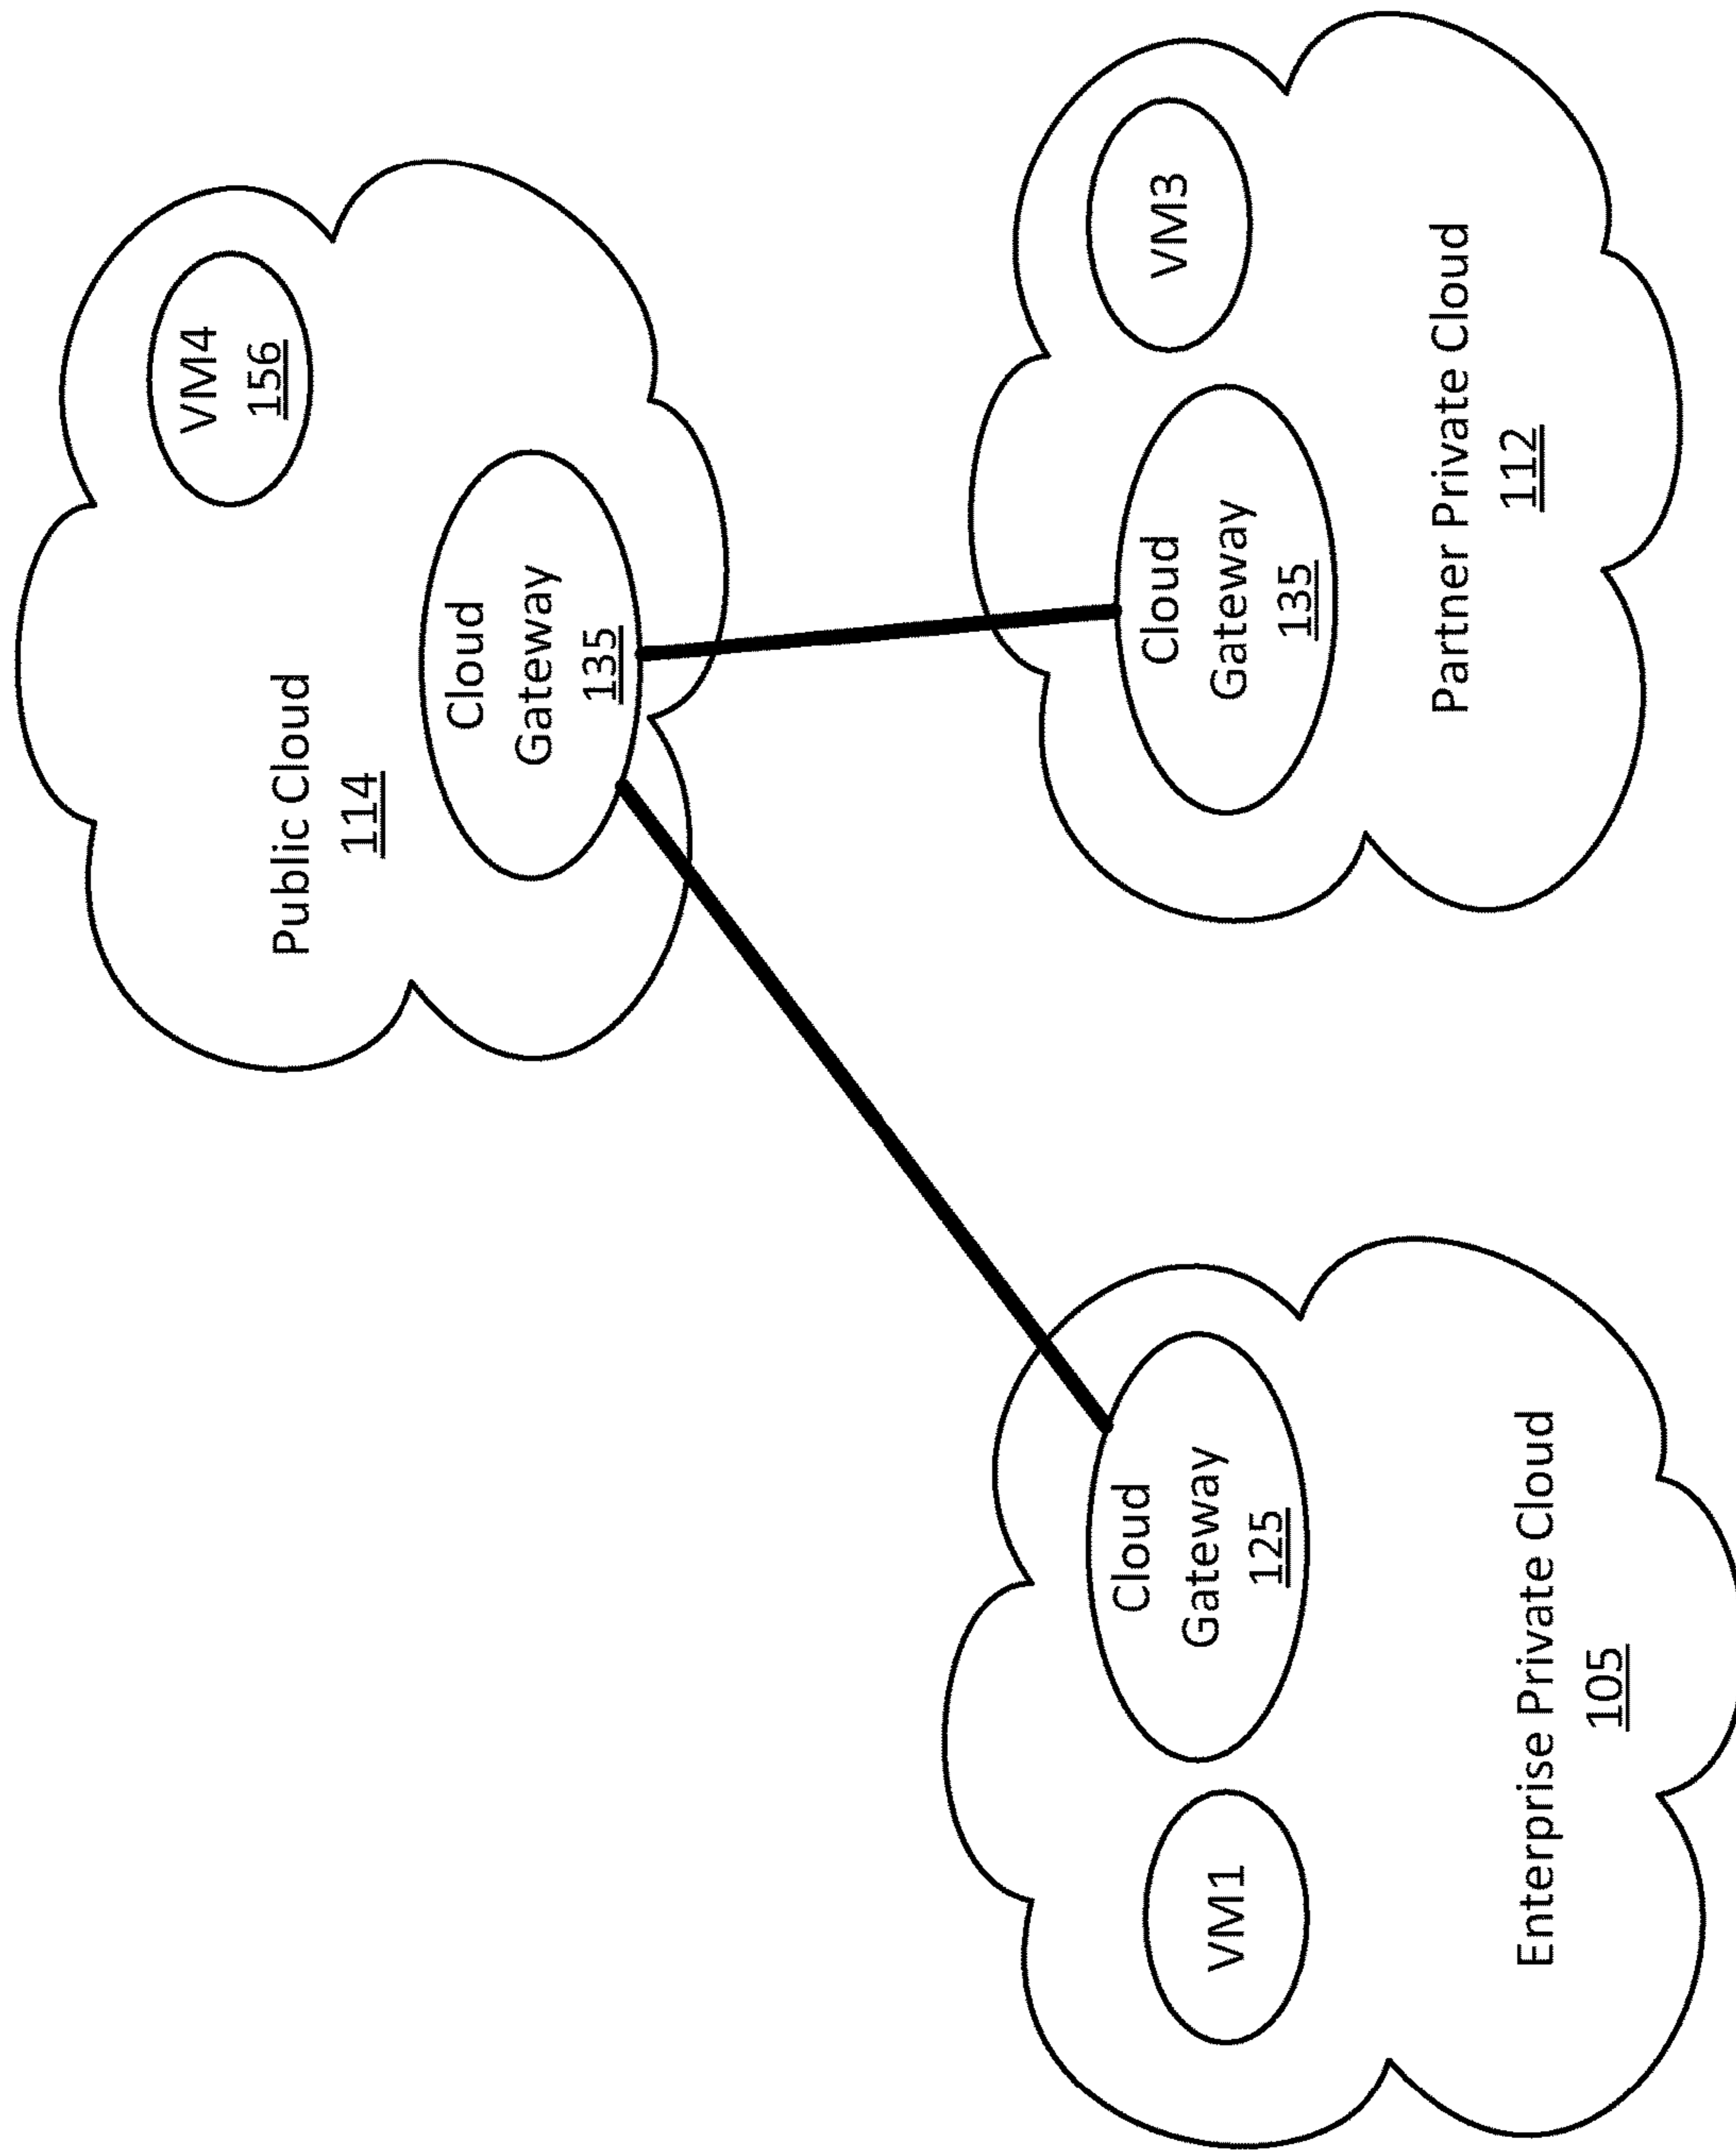 Public Cloud
114
VM4
156
Cloud
Gateway
135
VM1
Cloud
Gateway
125
Enterprise Private Cloud
105
Cloud
Gateway
135
VM3
Partner Private Cloud
112